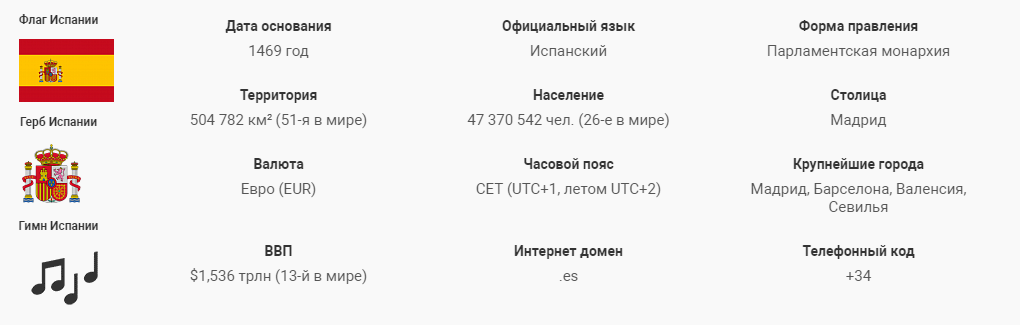 Флаг Испании
Герб Испании
Гимн Испании
Дата основания
1469 год
Официальный язык
Испанский
Форма правления
Парламентская монархия
Территория
504 782 км² (51-я в мире)
Население
47 370 542 чел. (26-е в мире)
Столица
Мадрид
Валюта
Евро (EUR)
Часовой пояс
CET (UTC+1, летом UTC+2)
Крупнейшие города
Мадрид, Барселона, Валенсия,
Севилья
ВВП
$1,536 трлн (13-й в мире)
Интернет домен
.es
Телефонный код
+34